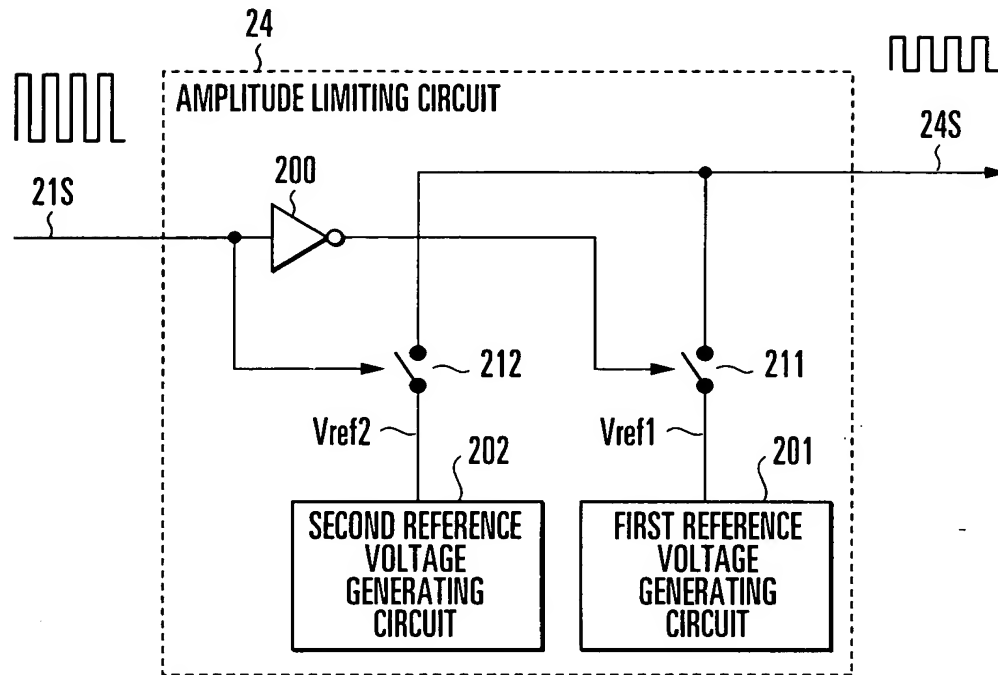 24
AMPLITUDE LIMITING CIRCUIT
21S
200
24S
212
211
Vref2
Vref1
202
201
SECOND REFERENCE
VOLTAGE
GENERATING
CIRCUIT
FIRST REFERENCE
VOLTAGE
GENERATING
CIRCUIT